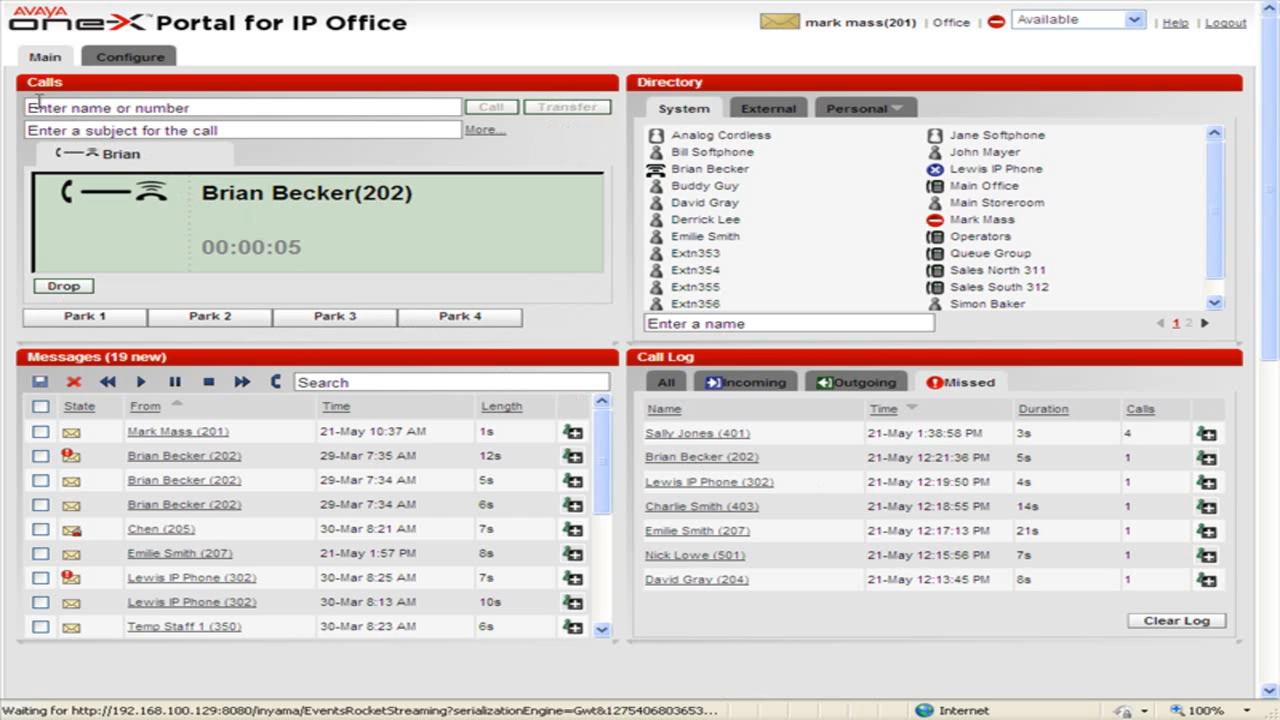 AVAYA
one-X™ Portal for IP Office
mark mass(201) | Office
Available
| Help | Logout
Main
Configure
Calls
Enter name or number
Call
Transfer
Enter a subject for the call
More...
Brian
Brian Becker(202)
00:00:05
Drop
Park 1
Park 2
Park 3
Park 4
Directory
System
External
Personal
Analog Cordless
Bill Softphone
Brian Becker
Buddy Guy
David Gray
Derrick Lee
Emilie Smith
Extn353
Extn354
Extn355
Extn356
Jane Softphone
John Mayer
Lewis IP Phone
Main Office
Main Storeroom
Mark Mass
Operators
Queue Group
Sales North 311
Sales South 312
Simon Baker
Enter a name
1 2
Messages (19 new)
Search
State From Time Length
Mark Mass (201) 21-May 10:37 AM 1s
Brian Becker (202) 29-Mar 7:35 AM 12s
Brian Becker (202) 29-Mar 7:34 AM 5s
Brian Becker (202) 29-Mar 7:34 AM 6s
Chen (205) 30-Mar 8:21 AM 7s
Emilie Smith (207) 21-May 1:57 PM 8s
Lewis IP Phone (302) 30-Mar 8:25 AM 7s
Lewis IP Phone (302) 30-Mar 8:13 AM 10s
Temp Staff 1 (350) 30-Mar 8:23 AM 6s
Call Log
All
Incoming
Outgoing
Missed
Name Time Duration Calls
Sally Jones (401) 21-May 1:38:58 PM 3s 4
Brian Becker (202) 21-May 12:21:36 PM 5s 1
Lewis IP Phone (302) 21-May 12:19:50 PM 4s 1
Charlie Smith (403) 21-May 12:18:55 PM 14s 1
Emilie Smith (207) 21-May 12:17:13 PM 21s 1
Nick Lowe (501) 21-May 12:15:56 PM 7s 1
David Gray (204) 21-May 12:13:45 PM 8s 1
Clear Log
Waiting for http://192.168.100.129:8080/inyama/EventsRocketStreaming?serializationEngine=Gwt&1275406803653...
Internet
100%